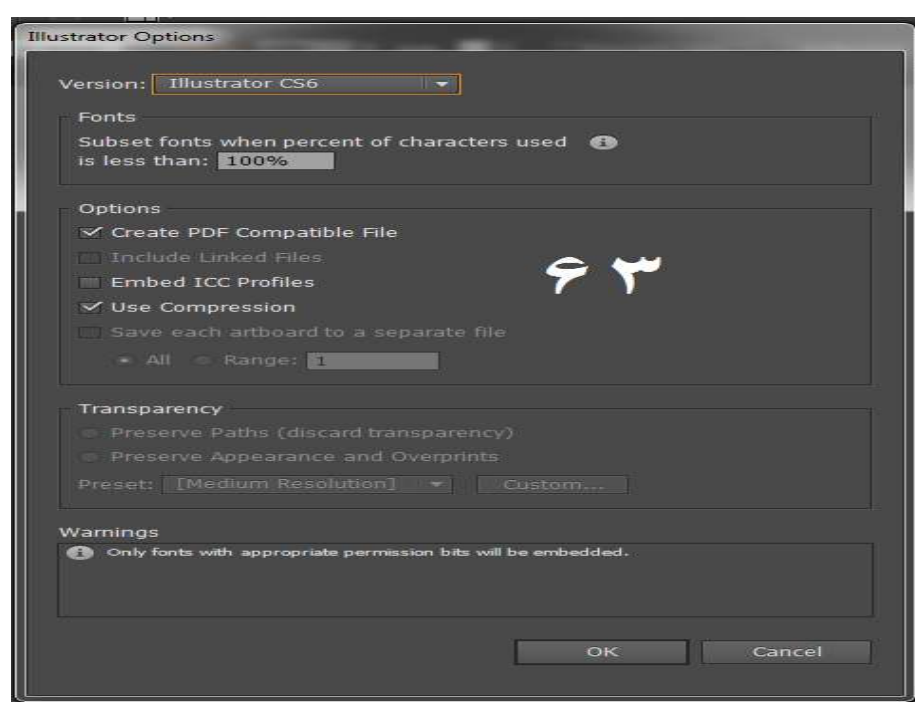 Illustrator Options
Version: Illustrator CS6
Fonts
Subset fonts when percent of characters used
is less than: 100%
Options
Create PDF Compatible File
Include Linked Files
Embed ICC Profiles
۶۳
Use Compression
Save each artboard to a separate file
All Range: 1
Transparency
Preserve Paths (discard transparency)
Preserve Appearance and Overprints
Preset: [Medium Resolution] Custom...
Warnings
Only fonts with appropriate permission bits will be embedded.
OK Cancel